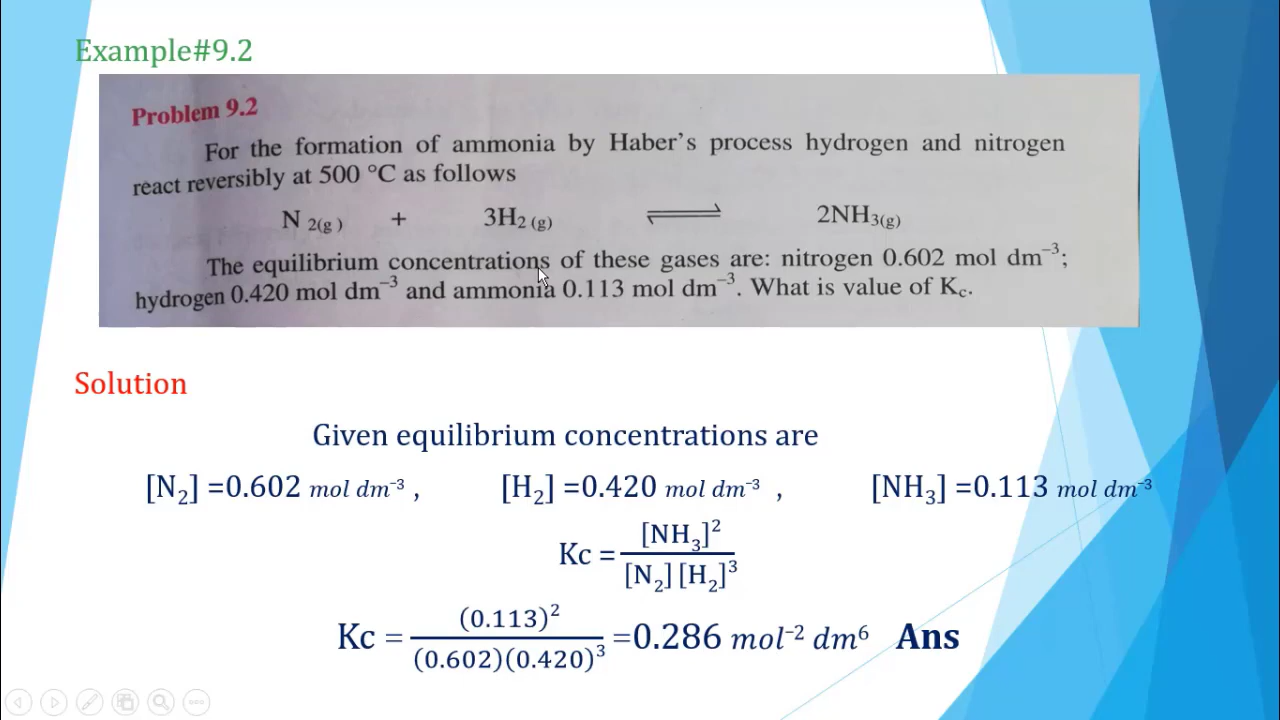 Example#9.2
Problem 9.2
For the formation of ammonia by Haber's process hydrogen and nitrogen
react reversibly at 500 °C as follows
N 2(g) + 3H2 (g) ⇌ 2NH3(g)
The equilibrium concentrations of these gases are: nitrogen 0.602 mol dm⁻³;
hydrogen 0.420 mol dm⁻³ and ammonia 0.113 mol dm⁻³. What is value of Kc.
Solution
Given equilibrium concentrations are
[N₂] =0.602 mol dm⁻³ , [H₂] =0.420 mol dm⁻³ , [NH₃] =0.113 mol dm⁻³
Kc = [NH₃]² / [N₂] [H₂]³
Kc = (0.113)² / (0.602)(0.420)³ =0.286 mol⁻² dm⁶ Ans